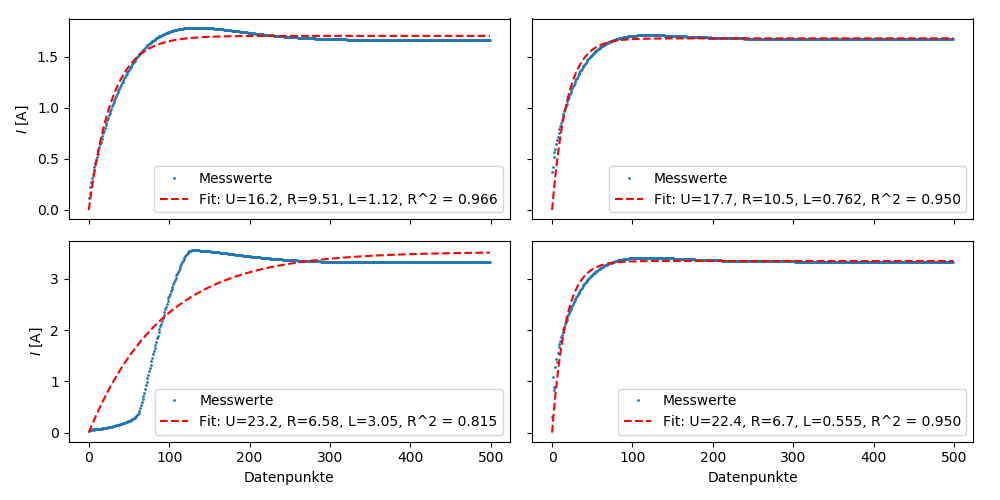 1.5
1.0
0.5
0.0
I [A]
Messwerte
Fit: U=16.2, R=9.51, L=1.12, R^2 = 0.966
Messwerte
Fit: U=17.7, R=10.5, L=0.762, R^2 = 0.950
3
2
1
0
I [A]
Messwerte
Fit: U=23.2, R=6.58, L=3.05, R^2 = 0.815
0 100 200 300 400 500
Datenpunkte
Messwerte
Fit: U=22.4, R=6.7, L=0.555, R^2 = 0.950
0 100 200 300 400 500
Datenpunkte